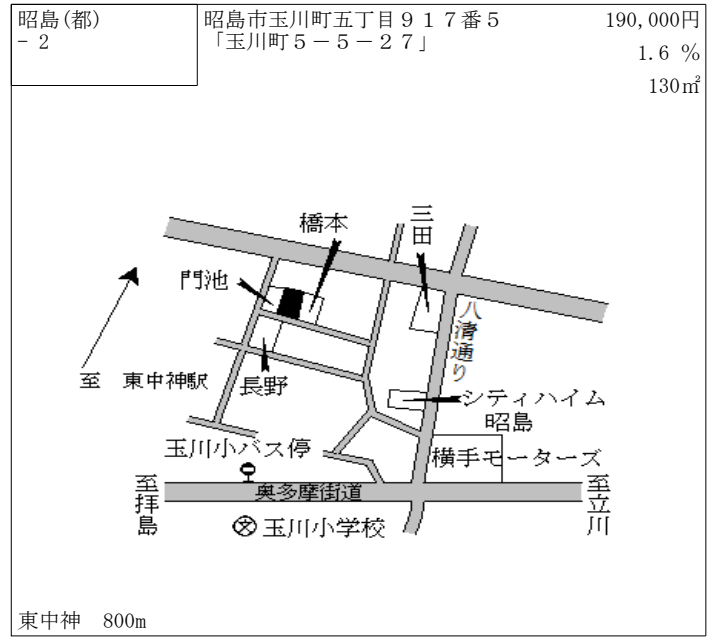 昭島(都)
- 2
昭島市玉川町五丁目９１７番５
「玉川町５－５－２７」
190,000円
1.6 %
130㎡
橋本
三田
門池
八清通り
至 東中神駅
長野
シティハイム
昭島
玉川小バス停
横手モーターズ
至拝島
奥多摩街道
至立川
文
玉川小学校
東中神 800m